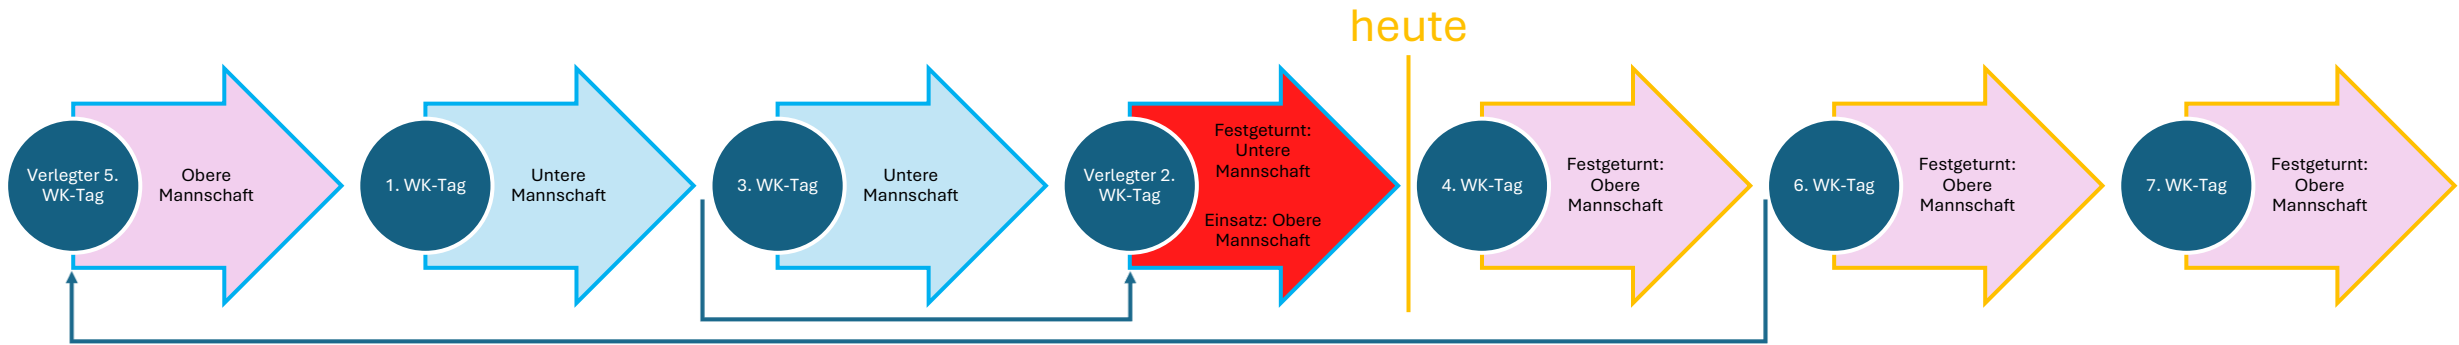 heute
Verlegter 5.
WK-Tag
Obere
Mannschaft
1. WK-Tag
Untere
Mannschaft
3. WK-Tag
Untere
Mannschaft
Verlegter 2.
WK-Tag
Festgeturnt:
Untere
Mannschaft
Einsatz: Obere
Mannschaft
4. WK-Tag
Festgeturnt:
Obere
Mannschaft
6. WK-Tag
Festgeturnt:
Obere
Mannschaft
7. WK-Tag
Festgeturnt:
Obere
Mannschaft